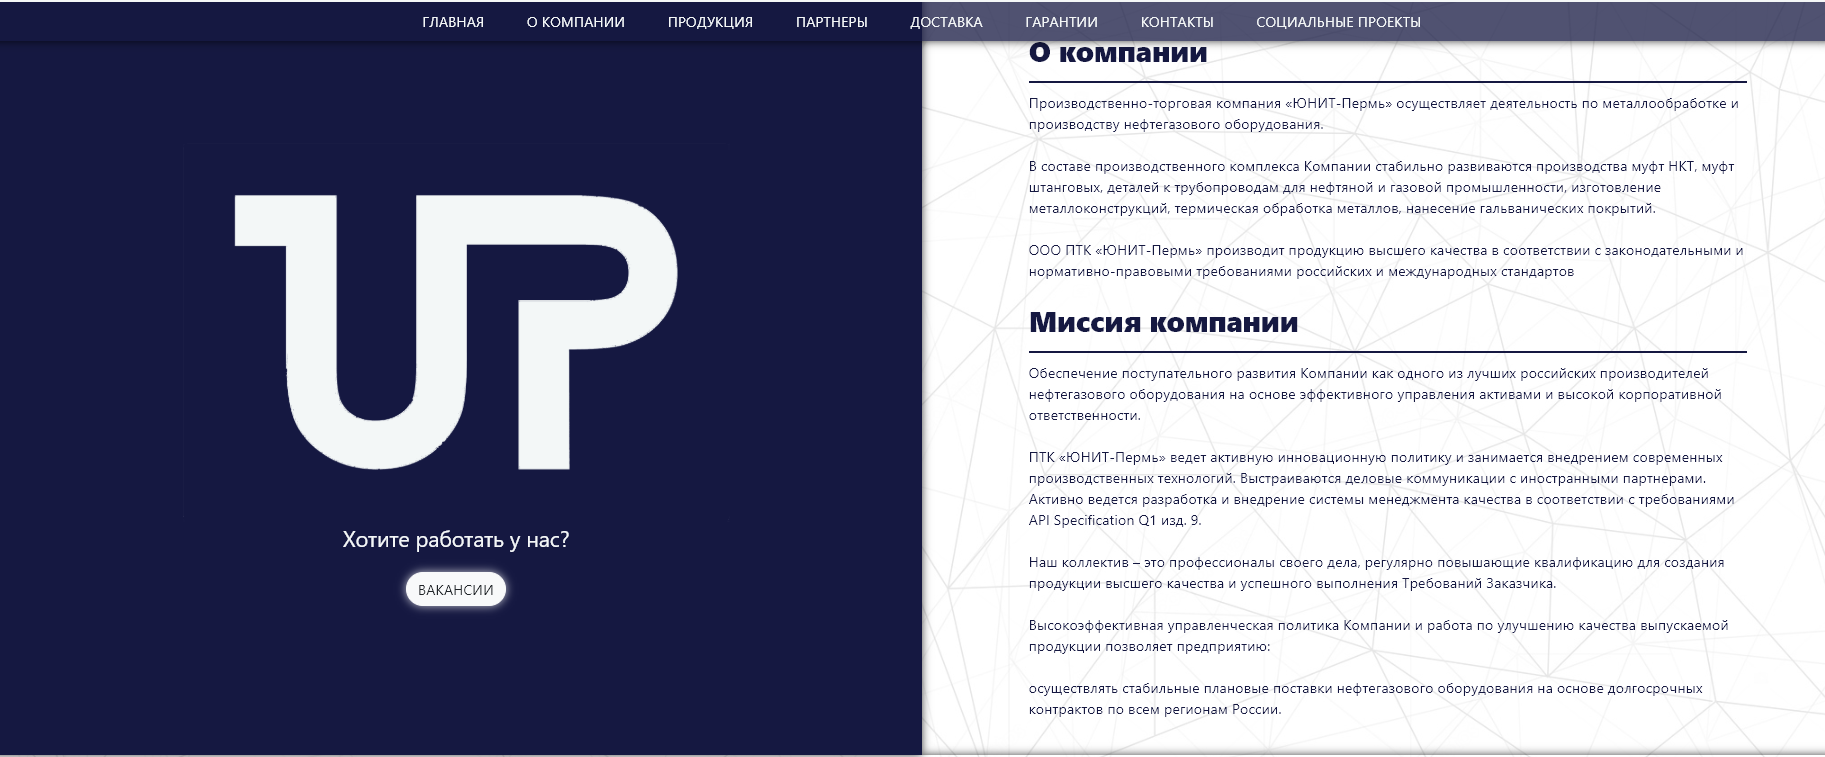 ГЛАВНАЯ О КОМПАНИИ ПРОДУКЦИЯ ПАРТНЕРЫ ДОСТАВКА ГАРАНТИИ КОНТАКТЫ СОЦИАЛЬНЫЕ ПРОЕКТЫ
UP
Хотите работать у нас?
ВАКАНСИИ
О компании
Производственно-торговая компания «ЮНИТ-Пермь» осуществляет деятельность по металлообработке и
производству нефтегазового оборудования.
В составе производственного комплекса Компании стабильно развиваются производства муфт НКТ, муфт
штанговых, деталей к трубопроводам для нефтяной и газовой промышленности, изготовление
металлоконструкций, термическая обработка металлов, нанесение гальванических покрытий.
ООО ПТК «ЮНИТ-Пермь» производит продукцию высшего качества в соответствии с законодательными и
нормативно-правовыми требованиями российских и международных стандартов
Миссия компании
Обеспечение поступательного развития Компании как одного из лучших российских производителей
нефтегазового оборудования на основе эффективного управления активами и высокой корпоративной
ответственности.
ПТК «ЮНИТ-Пермь» ведет активную инновационную политику и занимается внедрением современных
производственных технологий. Выстраиваются деловые коммуникации с иностранными партнерами.
Активно ведется разработка и внедрение системы менеджмента качества в соответствии с требованиями
API Specification Q1 изд. 9.
Наш коллектив – это профессионалы своего дела, регулярно повышающие квалификацию для создания
продукции высшего качества и успешного выполнения Требований Заказчика.
Высокоэффективная управленческая политика Компании и работа по улучшению качества выпускаемой
продукции позволяет предприятию:
осуществлять стабильные плановые поставки нефтегазового оборудования на основе долгосрочных
контрактов по всем регионам России.